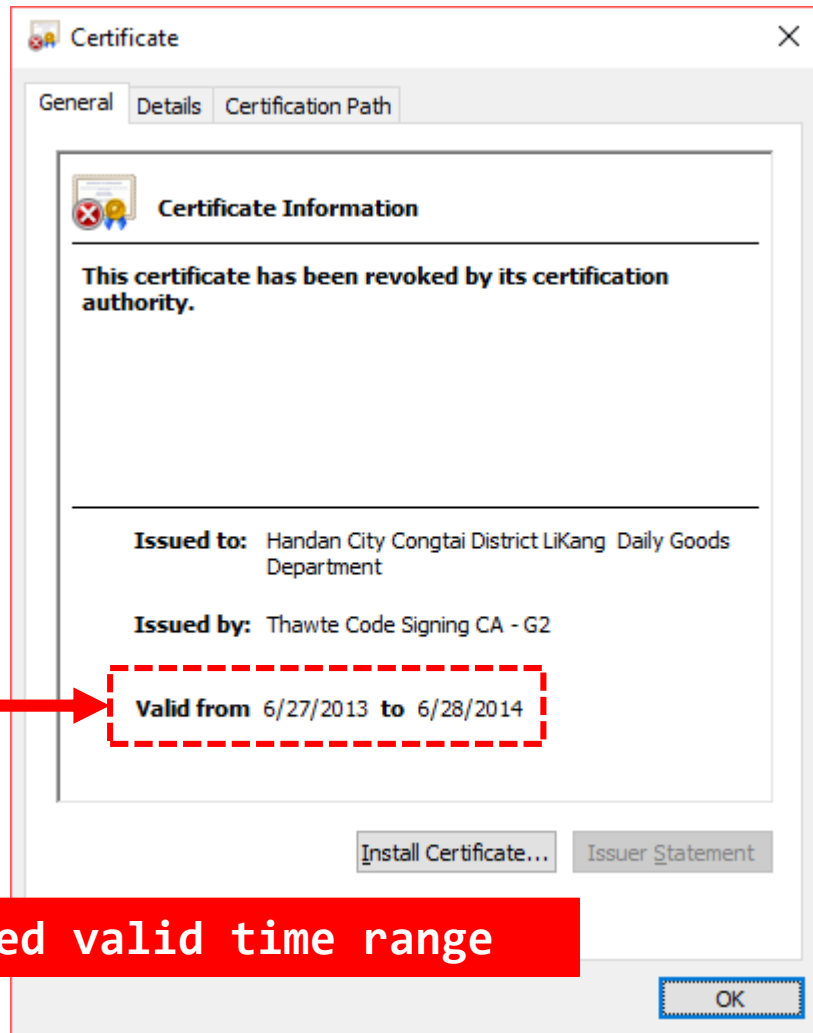 Certificate
General Details Certification Path
Certificate Information
This certificate has been revoked by its certification
authority.
Issued to: Handan City Congtai District LiKang Daily Goods
Department
Issued by: Thawte Code Signing CA - G2
Valid from 6/27/2013 to 6/28/2014
Install Certificate... Issuer Statement
ed valid time range
OK